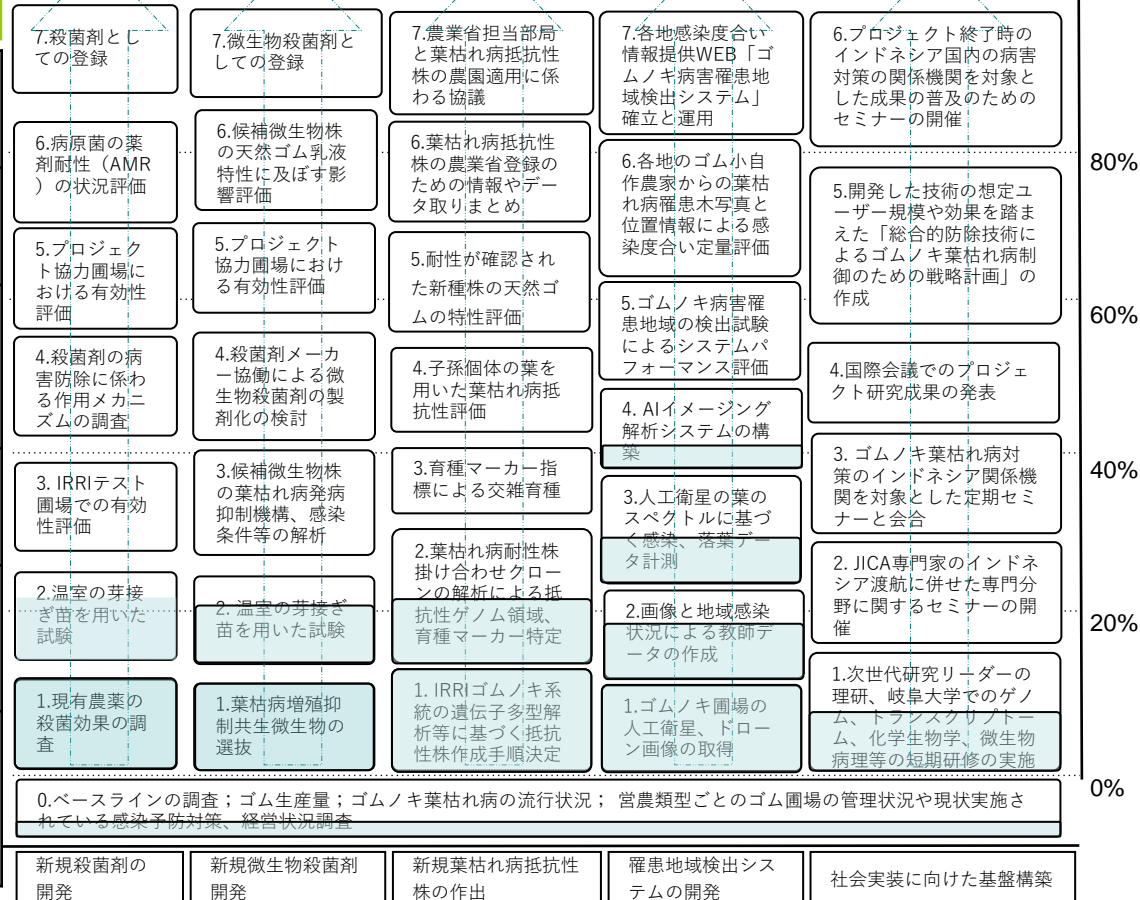 7.殺菌剤とし
ての登録
6.病原菌の薬
剤耐性（AMR
）の状況評価
5.プロジェク
ト協力圃場に
おける有効性
評価
4.殺菌剤の病
害防除に係わ
る作用メカニ
ズムの調査
3. IRRIテスト
圃場での有効
性評価
2.温室の芽接
ぎ苗を用いた
試験
1.現有農薬の
殺菌効果の調
査
7.微生物殺菌剤と
しての登録
6.候補微生物株
の天然ゴム乳液
特性に及ぼす影
響評価
5.プロジェクト
協力圃場におけ
る有効性評価
4.殺菌剤メーカ
ー協働による微
生物殺菌剤の製
剤化の検討
3.候補微生物株
の葉枯れ病発病
抑制機構、感染
条件等の解析
2. 温室の芽接ぎ
苗を用いた試験
1.葉枯病増殖抑
制共生微生物の
選抜
7.農業省担当部局
と葉枯れ病抵抗性
株の農園適用に係
わる協議
6.葉枯れ病抵抗性
株の農業省登録の
ための情報やデー
タ取りまとめ
5.耐性が確認され
た新種株の天然ゴ
ムの特性評価
4.子孫個体の葉を
用いた葉枯れ病抵
抗性評価
3.育種マーカー指
標による交雑育種
2.葉枯れ病耐性株
掛け合わせクロー
ンの解析による抵
抗性ゲノム領域、
育種マーカー特定
1. IRRIゴムノキ系
統の遺伝子多型解
析等に基づく抵抗
性株作成手順決定
7.各地感染度合い
情報提供WEB「ゴ
ムノキ病害罹患地
域検出システム」
確立と運用
6.各地のゴム小自
作農家からの葉枯
れ病罹患木写真と
位置情報による感
染度合い定量評価
5.ゴムノキ病害罹
患地域の検出試験
によるシステムパ
フォーマンス評価
4. AIイメージング
解析システムの構
築
3.人工衛星の葉の
スペクトルに基づ
く感染、落葉デー
タ計測
2.画像と地域感染
状況による教師デ
ータの作成
1.ゴムノキ圃場の
人工衛星、ドロー
ン画像の取得
6.プロジェクト終了時の
インドネシア国内の病害
対策の関係機関を対象と
した成果の普及のための
セミナーの開催
5.開発した技術の想定ユ
ーザー規模や効果を踏ま
えた「総合的防除技術に
よるゴムノキ葉枯れ病制
御のための戦略計画」の
作成
4.国際会議でのプロジェ
クト研究成果の発表
3. ゴムノキ葉枯れ病対
策のインドネシア関係機
関を対象とした定期セミ
ナーと会合
2. JICA専門家のインドネ
シア渡航に併せた専門分
野に関するセミナーの開
催
1.次世代研究リーダーの
理研、岐阜大学でのゲノ
ム、トランスクリプトー
ム、化学生物学、微生物
病理等の短期研修の実施
80%
60%
40%
20%
0%
0.ベースラインの調査；ゴム生産量；ゴムノキ葉枯れ病の流行状況； 営農類型ごとのゴム圃場の管理状況や現状実施さ
れている感染予防対策、経営状況調査
新規殺菌剤の
開発
新規微生物殺菌剤
開発
新規葉枯れ病抵抗性
株の作出
罹患地域検出シス
テムの開発
社会実装に向けた基盤構築